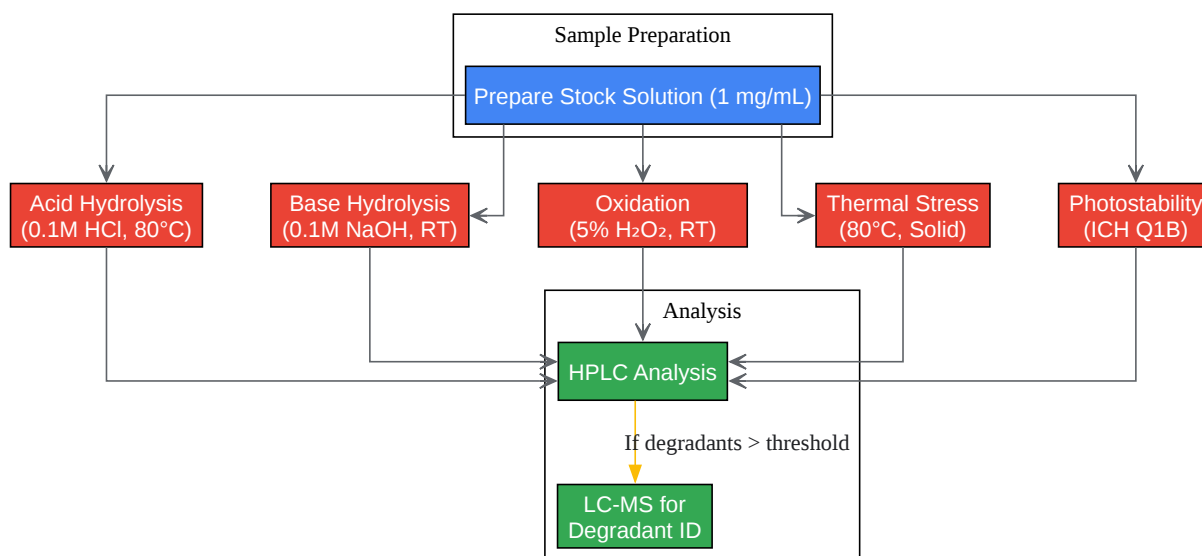 Sample Preparation
Prepare Stock Solution (1 mg/mL)
Acid Hydrolysis
(0.1M HCl, 80°C)
Base Hydrolysis
(0.1M NaOH, RT)
Oxidation
(5% H₂O₂, RT)
Thermal Stress
(80°C, Solid)
Photostability
(ICH Q1B)
Analysis
HPLC Analysis
If degradants > threshold
LC-MS for
Degradant ID